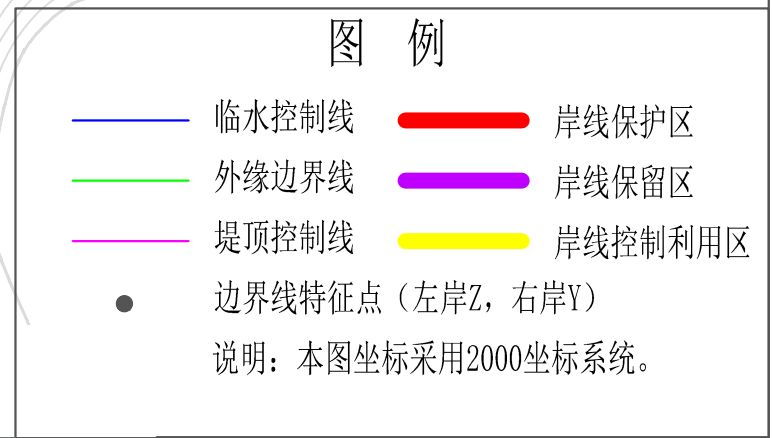 图 例
临水控制线 岸线保护区
外缘边界线 岸线保留区
堤顶控制线 岸线控制利用区
边界线特征点（左岸Z，右岸Y）
说明：本图坐标采用2000坐标系统。